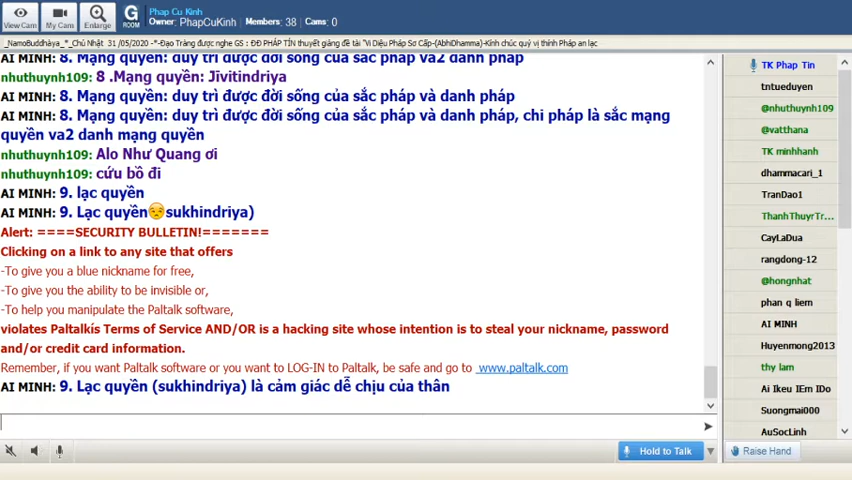 Phap Cu Kinh
Owner: PhapCuKinh Members: 38 Cams: 0
View Cam
My Cam
Enlarge
G
ROOM
_NamoBuddhàya_*_Chủ Nhật 31 /05/2020 -*-Đạo Tràng được nghe GS : ĐĐ PHÁP TÍN thuyết giảng đề tài "Vi Diệu Pháp Sơ Cấp-(AbhiDhamma)-Kính chúc quý vị thính Pháp an lạc
8. Mạng quyền: duy trì được đời sống của sắc pháp va2 danh pháp
nhuthuynh109: 8 .Mạng quyền: Jīvitindriya
AI MINH: 8. Mạng quyền: duy trì được đời sống của sắc pháp và danh pháp
AI MINH: 8. Mạng quyền: duy trì được đời sống của sắc pháp và danh pháp, chi pháp là sắc mạng
quyền va2 danh mạng quyền
nhuthuynh109: Alo Như Quang ơi
nhuthuynh109: cứu bồ đi
AI MINH: 9. lạc quyền
AI MINH: 9. Lạc quyền sukhindriya)
Alert: ====SECURITY BULLETIN!=======
Clicking on a link to any site that offers
-To give you a blue nickname for free,
-To give you the ability to be invisible or,
-To help you manipulate the Paltalk software,
violates Paltalkís Terms of Service AND/OR is a hacking site whose intention is to steal your nickname, password
and/or credit card information.
Remember, if you want Paltalk software or you want to LOG-IN to Paltalk, be safe and go to www.paltalk.com
AI MINH: 9. Lạc quyền (sukhindriya) là cảm giác dễ chịu của thân
Hold to Talk
TK Phap Tin
tntueduyen
@nhuthuynh109
@vatthana
TK minhhanh
dhammacari_1
TranDao1
ThanhThuyrTr...
CayLaDua
rangdong-12
@hongnhat
phan q liem
AI MINH
Huyenmong2013
thy lam
Ai Ikeu IErn IDo
Suongmai000
AuSocLinh
Raise Hand